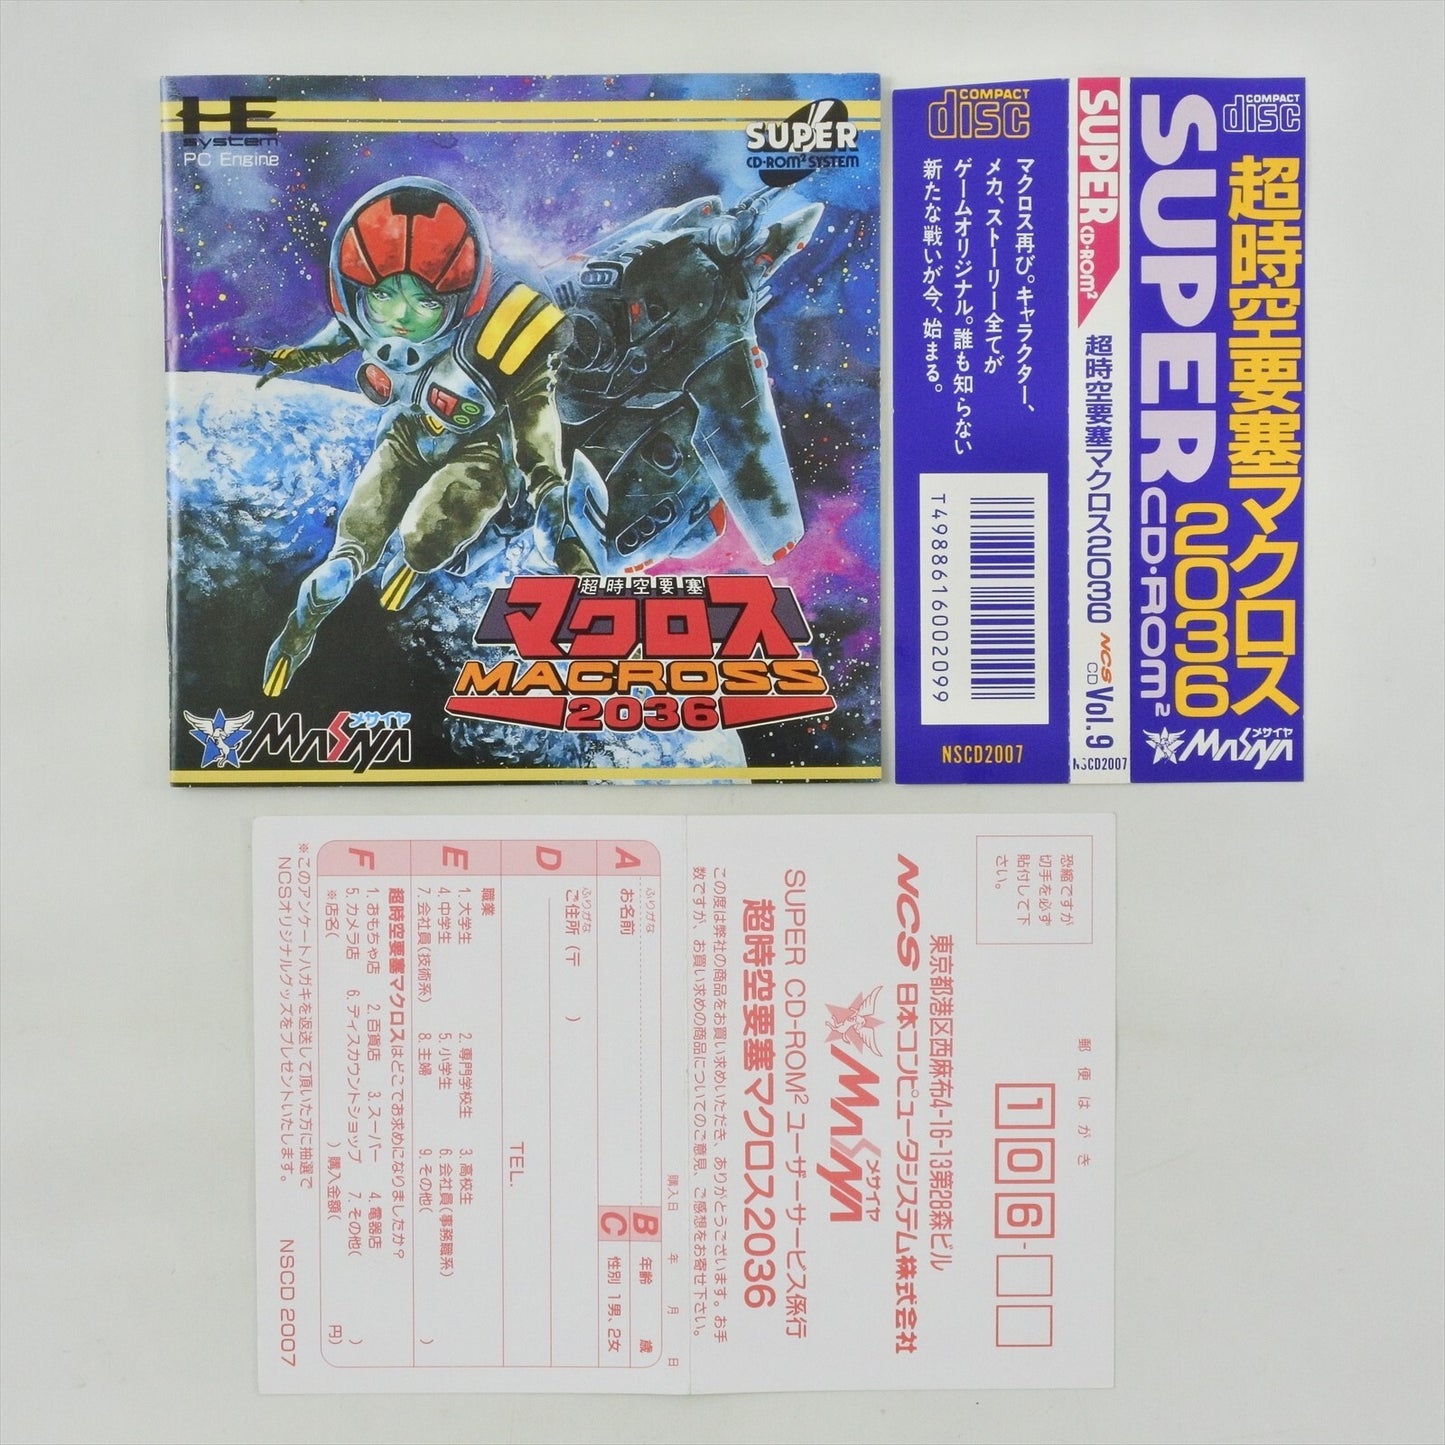 HE
system
PC Engine
SUPER
CD-ROM² SYSTEM
超時空要塞
マクロス
MACROSS
2036
メサイヤ
MASAYA
COMPACT
disc
マクロス再び。キャラクター、
メカ、ストーリー全てが
ゲームオリジナル。誰も知らない
新たな戦いが今、始まる。
T4988616002099
NSCD2007
SUPER CD-ROM²
超時空要塞マクロス2036
NCS
CD Vol.9
NSCD2007
COMPACT
disc
超時空要塞マクロス
2036
SUPER CD-ROM²
メサイヤ
MASAYA
恐縮ですが
切手を必ず
貼付して下
さい。
郵便はがき
106-
東京都港区西麻布4-16-13第28森ビル
NCS 日本コンピュータシステム株式会社
メサイヤ
MASAYA
SUPER CD-ROM² ユーザーサービス係行
超時空要塞マクロス2036
この度は弊社の商品をお買い求めいただき、ありがとうございます。お手
数ですが、お買い求めの商品についてのご意見、ご感想をお寄せ下さい。
購入日 年 月 日
A
ふりがな
お名前
B 年齢 歳
C 性別 1男、2女
D
ふりがな
ご住所(〒 )
TEL.
E
職業
1. 大学生 2. 専門学校生 3. 高校生
4. 中学生 5. 小学生 6. 会社員(事務職系)
7. 会社員(技術系) 8. 主婦 9. その他( )
F
超時空要塞マクロスはどこでお求めになりましたか?
1. おもちゃ店 2. 百貨店 3. スーパー 4. 電器店
5. カメラ店 6. ディスカウントショップ 7. その他( )
※店名( ) 購入金額( 円)
※このアンケートハガキを返送して頂いた方に抽選で
NCSオリジナルグッズをプレゼントいたします。
NSCD 2007